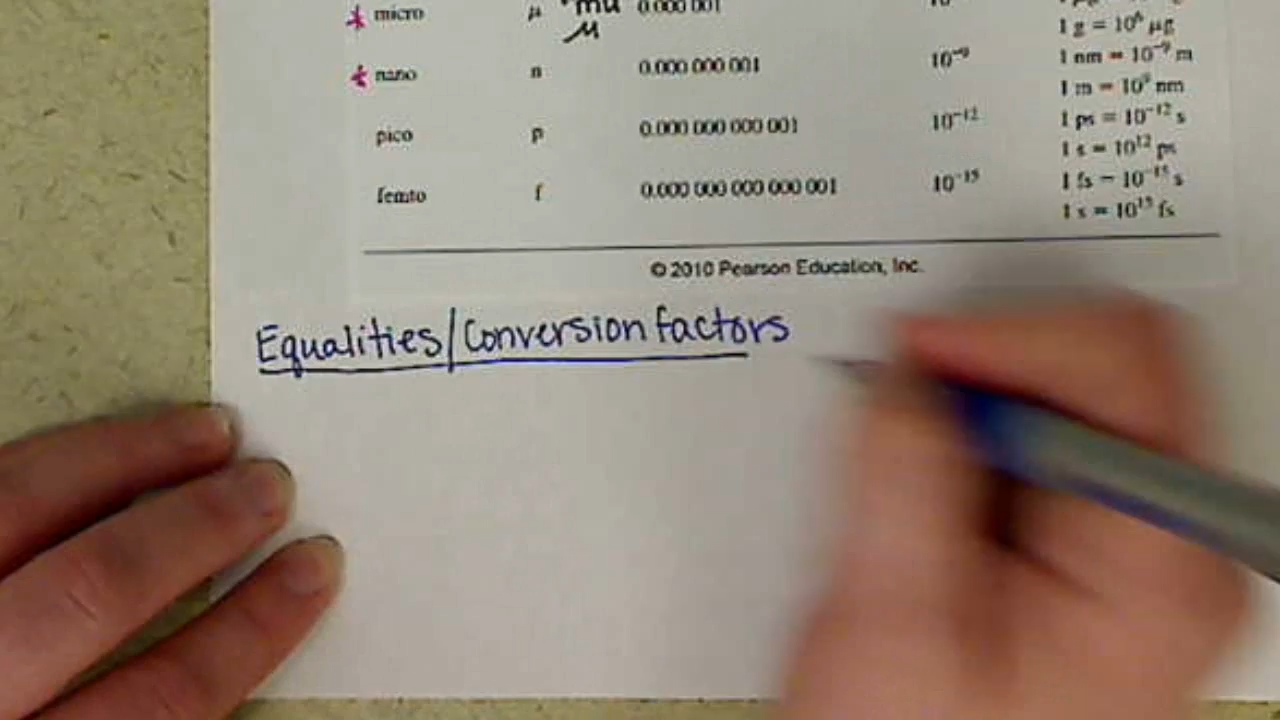 micro μ "mu 0.000 001
μ 1 g = 10⁶ μg
nano n 0.000 000 001 10⁻⁹ 1 nm = 10⁻⁹ m
1 m = 10⁹ nm
pico p 0.000 000 000 001 10⁻¹² 1 ps = 10⁻¹² s
1 s = 10¹² ps
femto f 0.000 000 000 000 001 10⁻¹⁵ 1 fs = 10⁻¹⁵ s
1 s = 10¹⁵ fs
© 2010 Pearson Education, Inc.
Equalities/Conversion factors